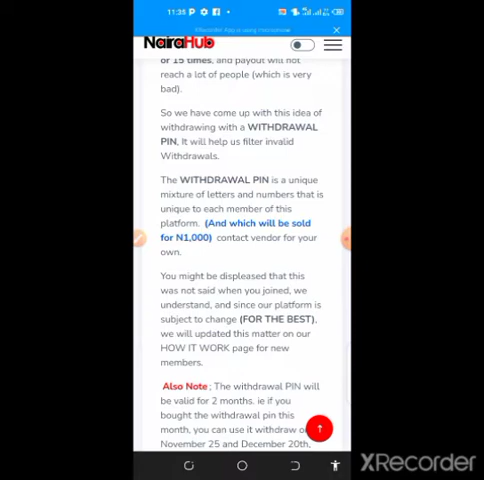 11:35
XRecorder App is using microphone
NairaHub
or 15 times, and payout will not
reach a lot of people (which is very
bad).
So we have come up with this idea of
withdrawing with a WITHDRAWAL
PIN, It will help us filter invalid
Withdrawals.
The WITHDRAWAL PIN is a unique
mixture of letters and numbers that is
unique to each member of this
platform. (And which will be sold
for N1,000) contact vendor for your
own.
You might be displeased that this
was not said when you joined, we
understand, and since our platform is
subject to change (FOR THE BEST),
we will updated this matter on our
HOW IT WORK page for new
members.
Also Note ; The withdrawal PIN will
be valid for 2 months. ie if you
bought the withdrawal pin this
month, you can use it withdraw
November 25 and December 20th,
XRecorder